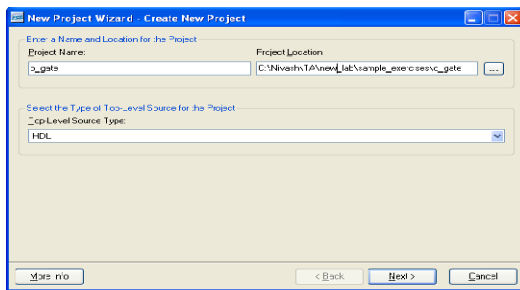 New Project Wizard - Create New Project
Enter a Name and Location for the Project
Project Name:
Project Location
o_gate
C:\Nivash\TA\new_lab\sample_exercises\o_gate
...
Select the Type of Top-Level Source for the Project
Top-Level Source Type:
HDL
More Info
< Back
Next >
Cancel